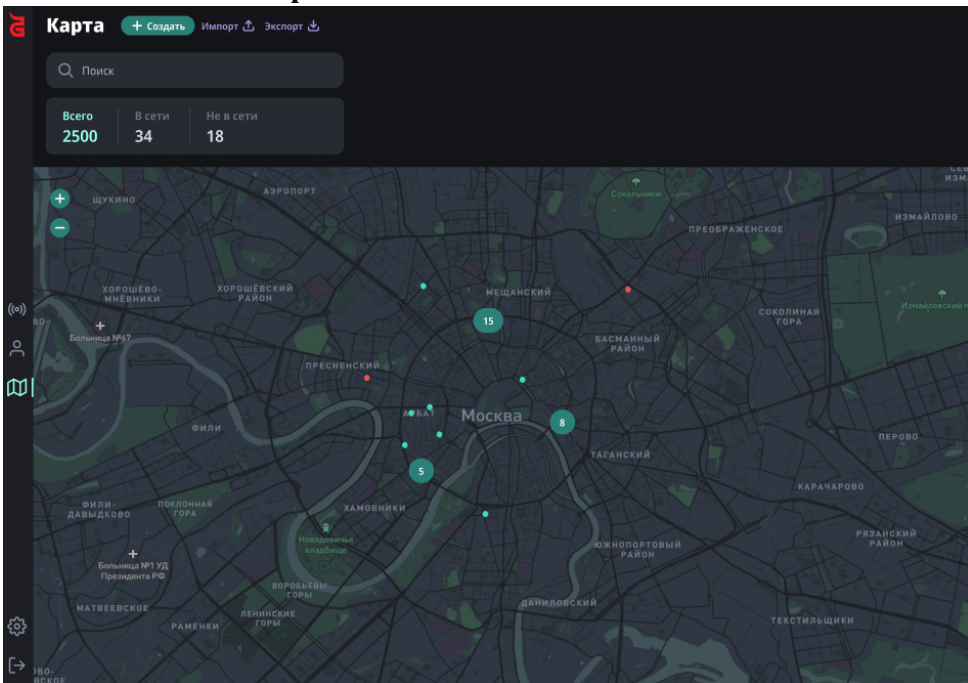 Карта
+ Создать
Импорт
Экспорт
Поиск
Всего
2500
В сети
34
Не в сети
18
ЩУКИНО
АЭРОПОРТ
Сокольники
ИЗМАЙЛОВО
ПРЕОБРАЖЕНСКОЕ
ХОРОШЁВО-
МНЁВНИКИ
ХОРОШЁВСКИЙ
РАЙОН
МЕЩАНСКИЙ
Измайловский п
СОКОЛИНАЯ
ГОРА
15
Больница №67
БАСМАННЫЙ
РАЙОН
ПРЕСНЕНСКИЙ
АРБАТ
Москва
8
ФИЛИ
ПЕРОВО
ТАГАНСКИЙ
5
КАРАЧАРОВО
ФИЛИ-
ДАВЫДКОВО
ПОКЛОННАЯ
ГОРА
ХАМОВНИКИ
Новодевичье
кладбище
РЯЗАНСКИЙ
РАЙОН
ЮЖНОПОРТОВЫЙ
РАЙОН
Больница №1 УД
Президента РФ
ВОРОБЬЁВЫ
ГОРЫ
ДАНИЛОВСКИЙ
МАТВЕЕВСКОЕ
ЛЕНИНСКИЕ
ГОРЫ
РАМЕНКИ
ТЕКСТИЛЬЩИКИ